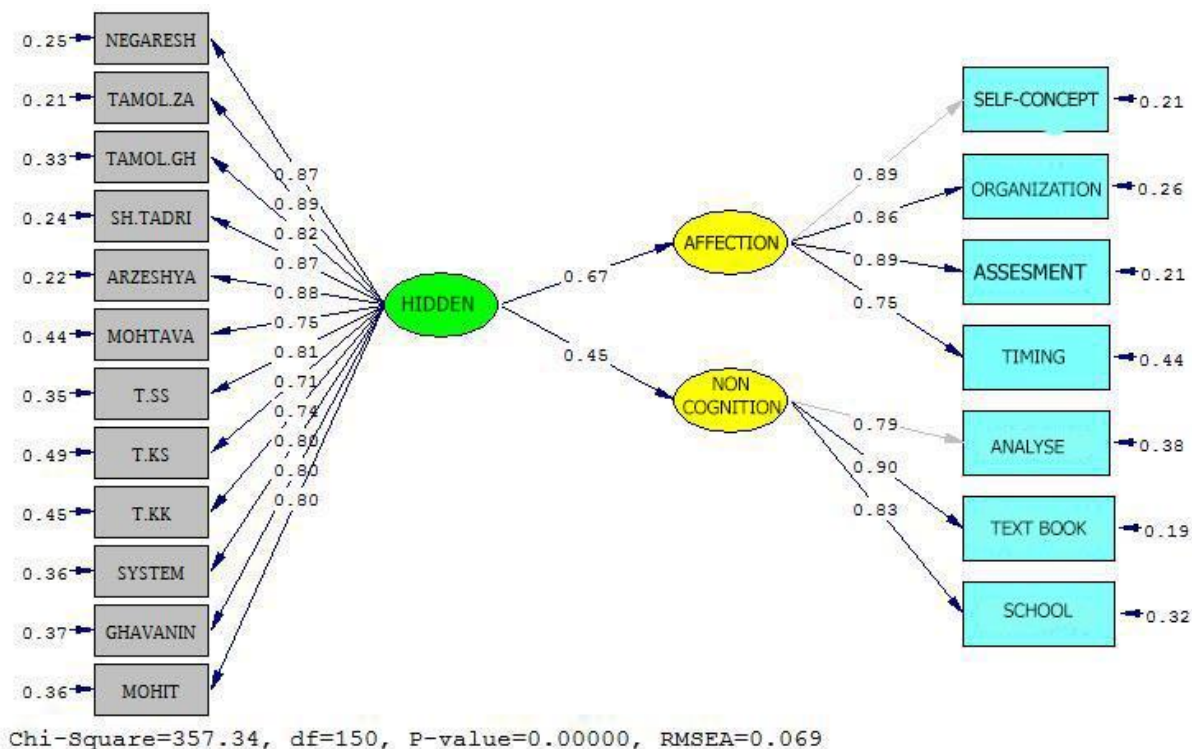 0.25 NEGARESH
0.21 TAMOL.ZA
0.33 TAMOL.GH
0.24 SH.TADRI
0.22 ARZESHYA
0.44 MOHTAVA
0.35 T.SS
0.49 T.KS
0.45 T.KK
0.36 SYSTEM
0.37 GHAVANIN
0.36 MOHIT
0.87
0.89
0.82
0.87
0.88
0.75
0.81
0.71
0.74
0.80
0.80
0.80
HIDDEN
0.67
0.45
AFFECTION
NON
COGNITION
0.89
0.86
0.89
0.75
0.79
0.90
0.83
SELF-CONCEPT 0.21
ORGANIZATION 0.26
ASSESMENT 0.21
TIMING 0.44
ANALYSE 0.38
TEXT BOOK 0.19
SCHOOL 0.32
Chi-Square=357.34, df=150, P-value=0.00000, RMSEA=0.069